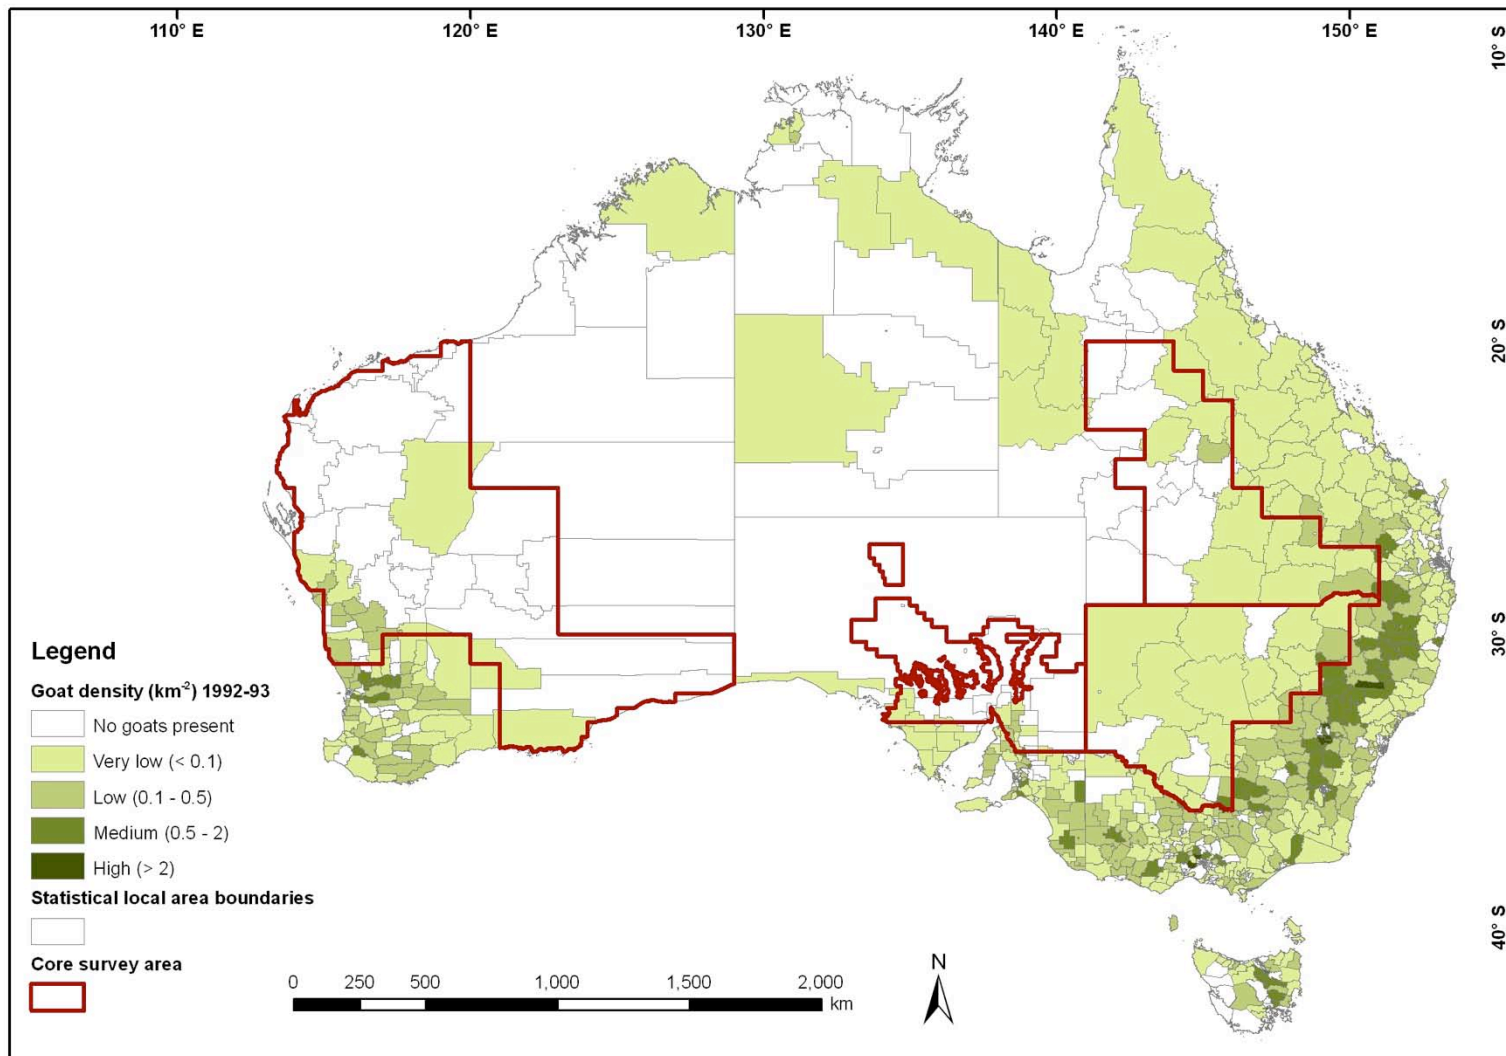 110° E 120° E 130° E 140° E 150° E
10° S
20° S
30° S
40° S
Legend
Goat density (km⁻²) 1992-93
No goats present
Very low (< 0.1)
Low (0.1 - 0.5)
Medium (0.5 - 2)
High (> 2)
Statistical local area boundaries
Core survey area
0 250 500 1,000 1,500 2,000
km
N